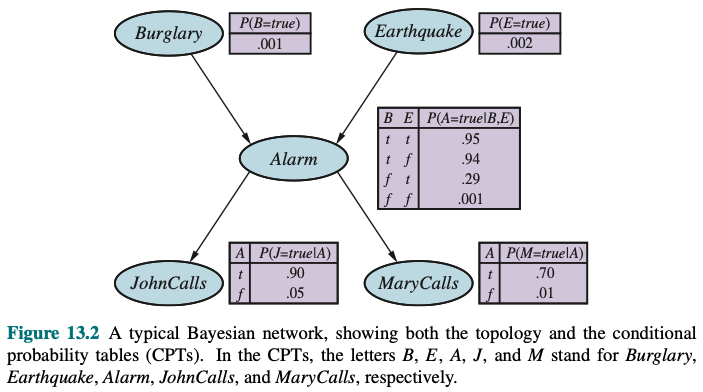 Burglary
P(B=true)
.001
Earthquake
P(E=true)
.002
Alarm
B E P(A=true|B,E)
t t .95
t f .94
f t .29
f f .001
JohnCalls
A P(J=true|A)
t .90
f .05
MaryCalls
A P(M=true|A)
t .70
f .01
Figure 13.2 A typical Bayesian network, showing both the topology and the conditional
probability tables (CPTs). In the CPTs, the letters B, E, A, J, and M stand for Burglary,
Earthquake, Alarm, JohnCalls, and MaryCalls, respectively.